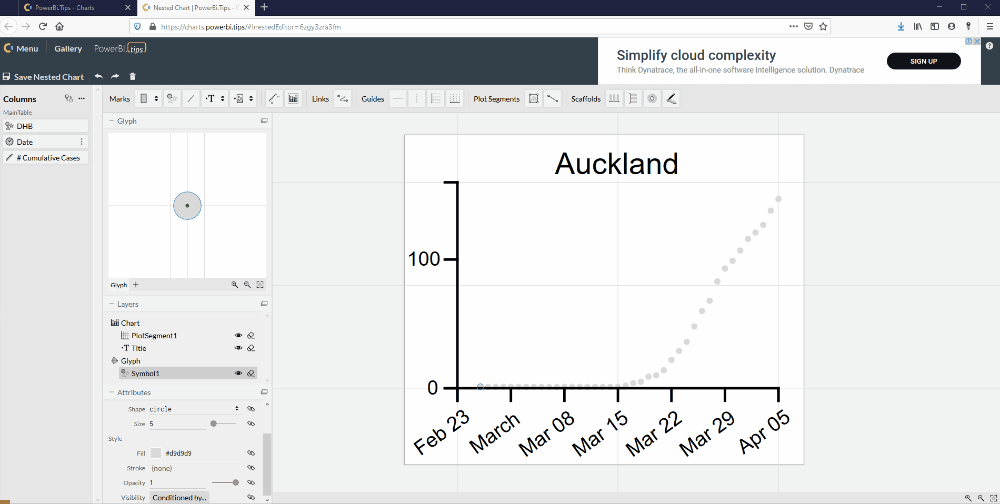 PowerBi.Tips - Charts
Nested Chart | PowerBi.Tips - Ch
https://charts.powerbi.tips/#!nestedEditor=6zgy3zra3fm
Menu
Gallery
PowerBI.tips
Save Nested Chart
Simplify cloud complexity
Think Dynatrace, the all-in-one software intelligence solution. Dynatrace
SIGN UP
Columns
MainTable
DHB
Date
# Cumulative Cases
Marks
Links
Guides
Plot Segments
Scaffolds
Glyph
Glyph
Layers
Chart
PlotSegment1
Title
Glyph
Symbol1
Attributes
Shape circle
Size 5
Style
Fill #d9d9d9
Stroke (none)
Opacity 1
Visibility Conditioned by...
Auckland
100
0
Feb 23
March
Mar 08
Mar 15
Mar 22
Mar 29
Apr 05